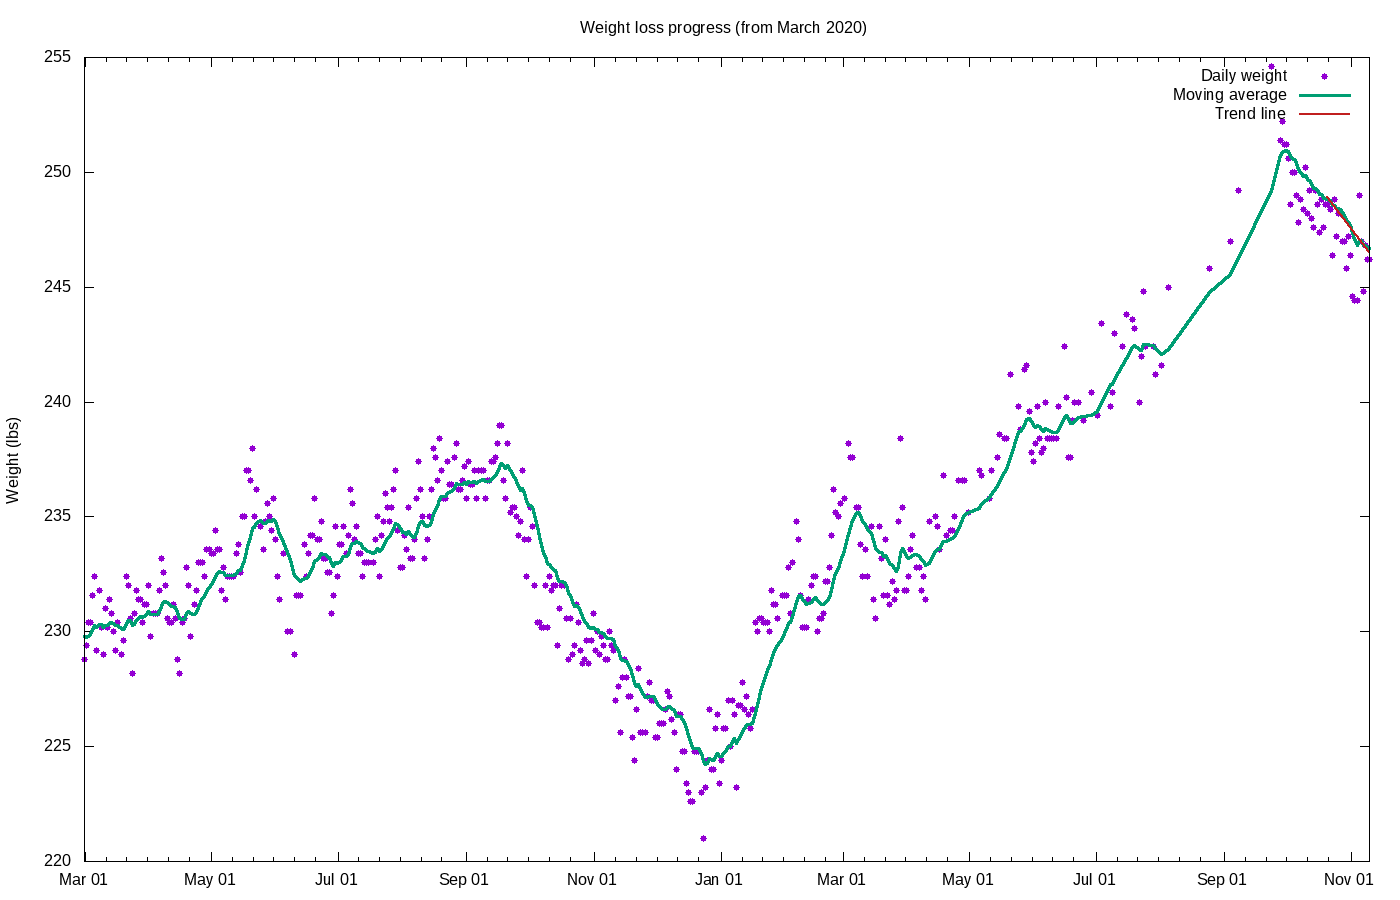 Weight loss progress (from March 2020)
255
250
245
240
235
230
225
220
Weight (lbs)
Daily weight
Moving average
Trend line
Mar 01 May 01 Jul 01 Sep 01 Nov 01 Jan 01 Mar 01 May 01 Jul 01 Sep 01 Nov 01